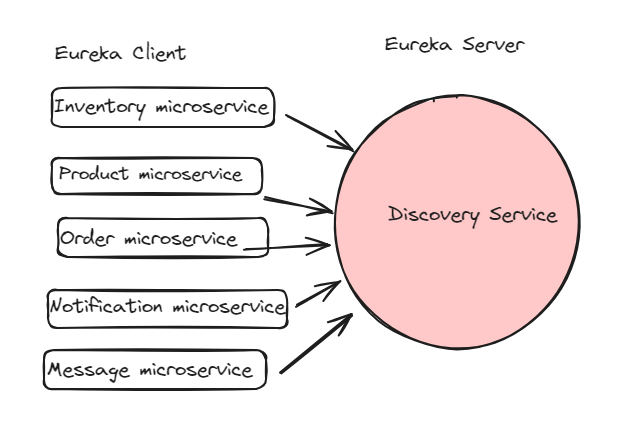 Eureka Client
Eureka Server
Inventory microservice
Product microservice
Order microservice
Notification microservice
Message microservice
Discovery Service